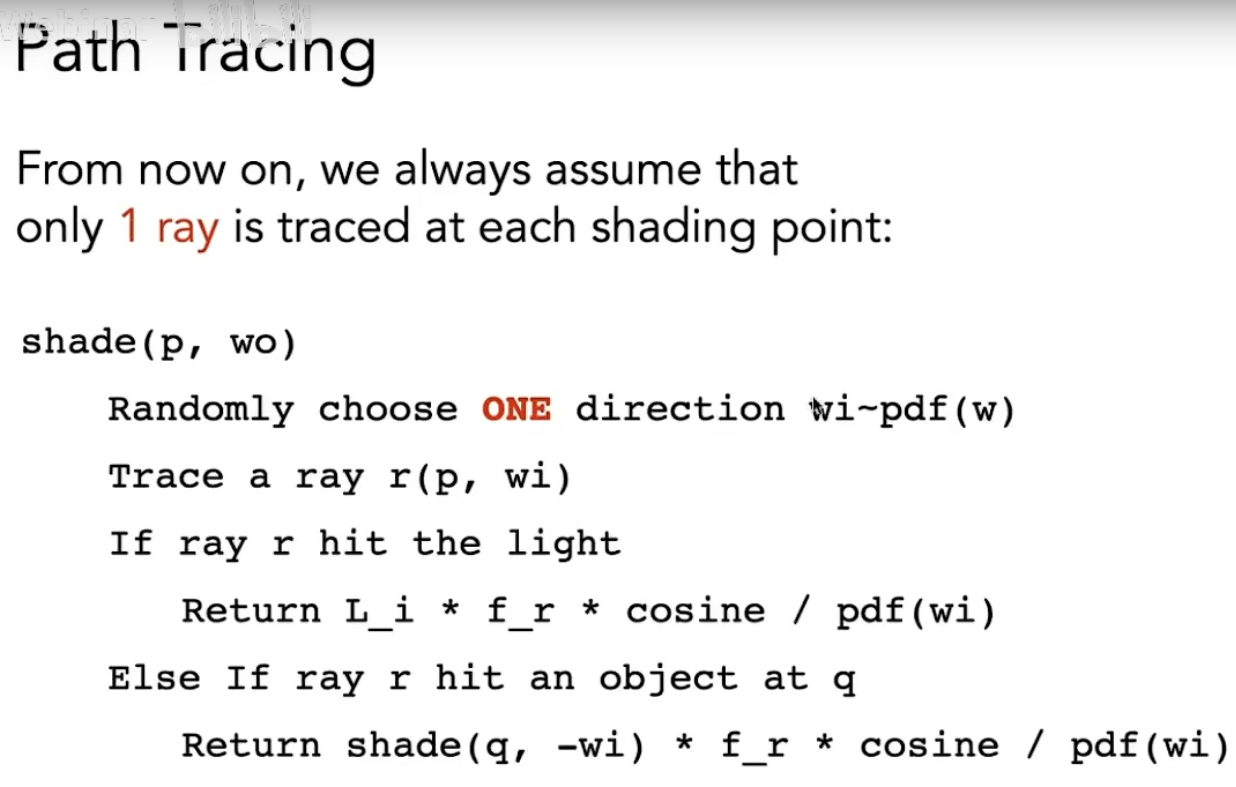 Path Tracing
From now on, we always assume that
only 1 ray is traced at each shading point:
shade(p, wo)
Randomly choose ONE direction wi~pdf(w)
Trace a ray r(p, wi)
If ray r hit the light
Return L_i * f_r * cosine / pdf(wi)
Else If ray r hit an object at q
Return shade(q, -wi) * f_r * cosine / pdf(wi)